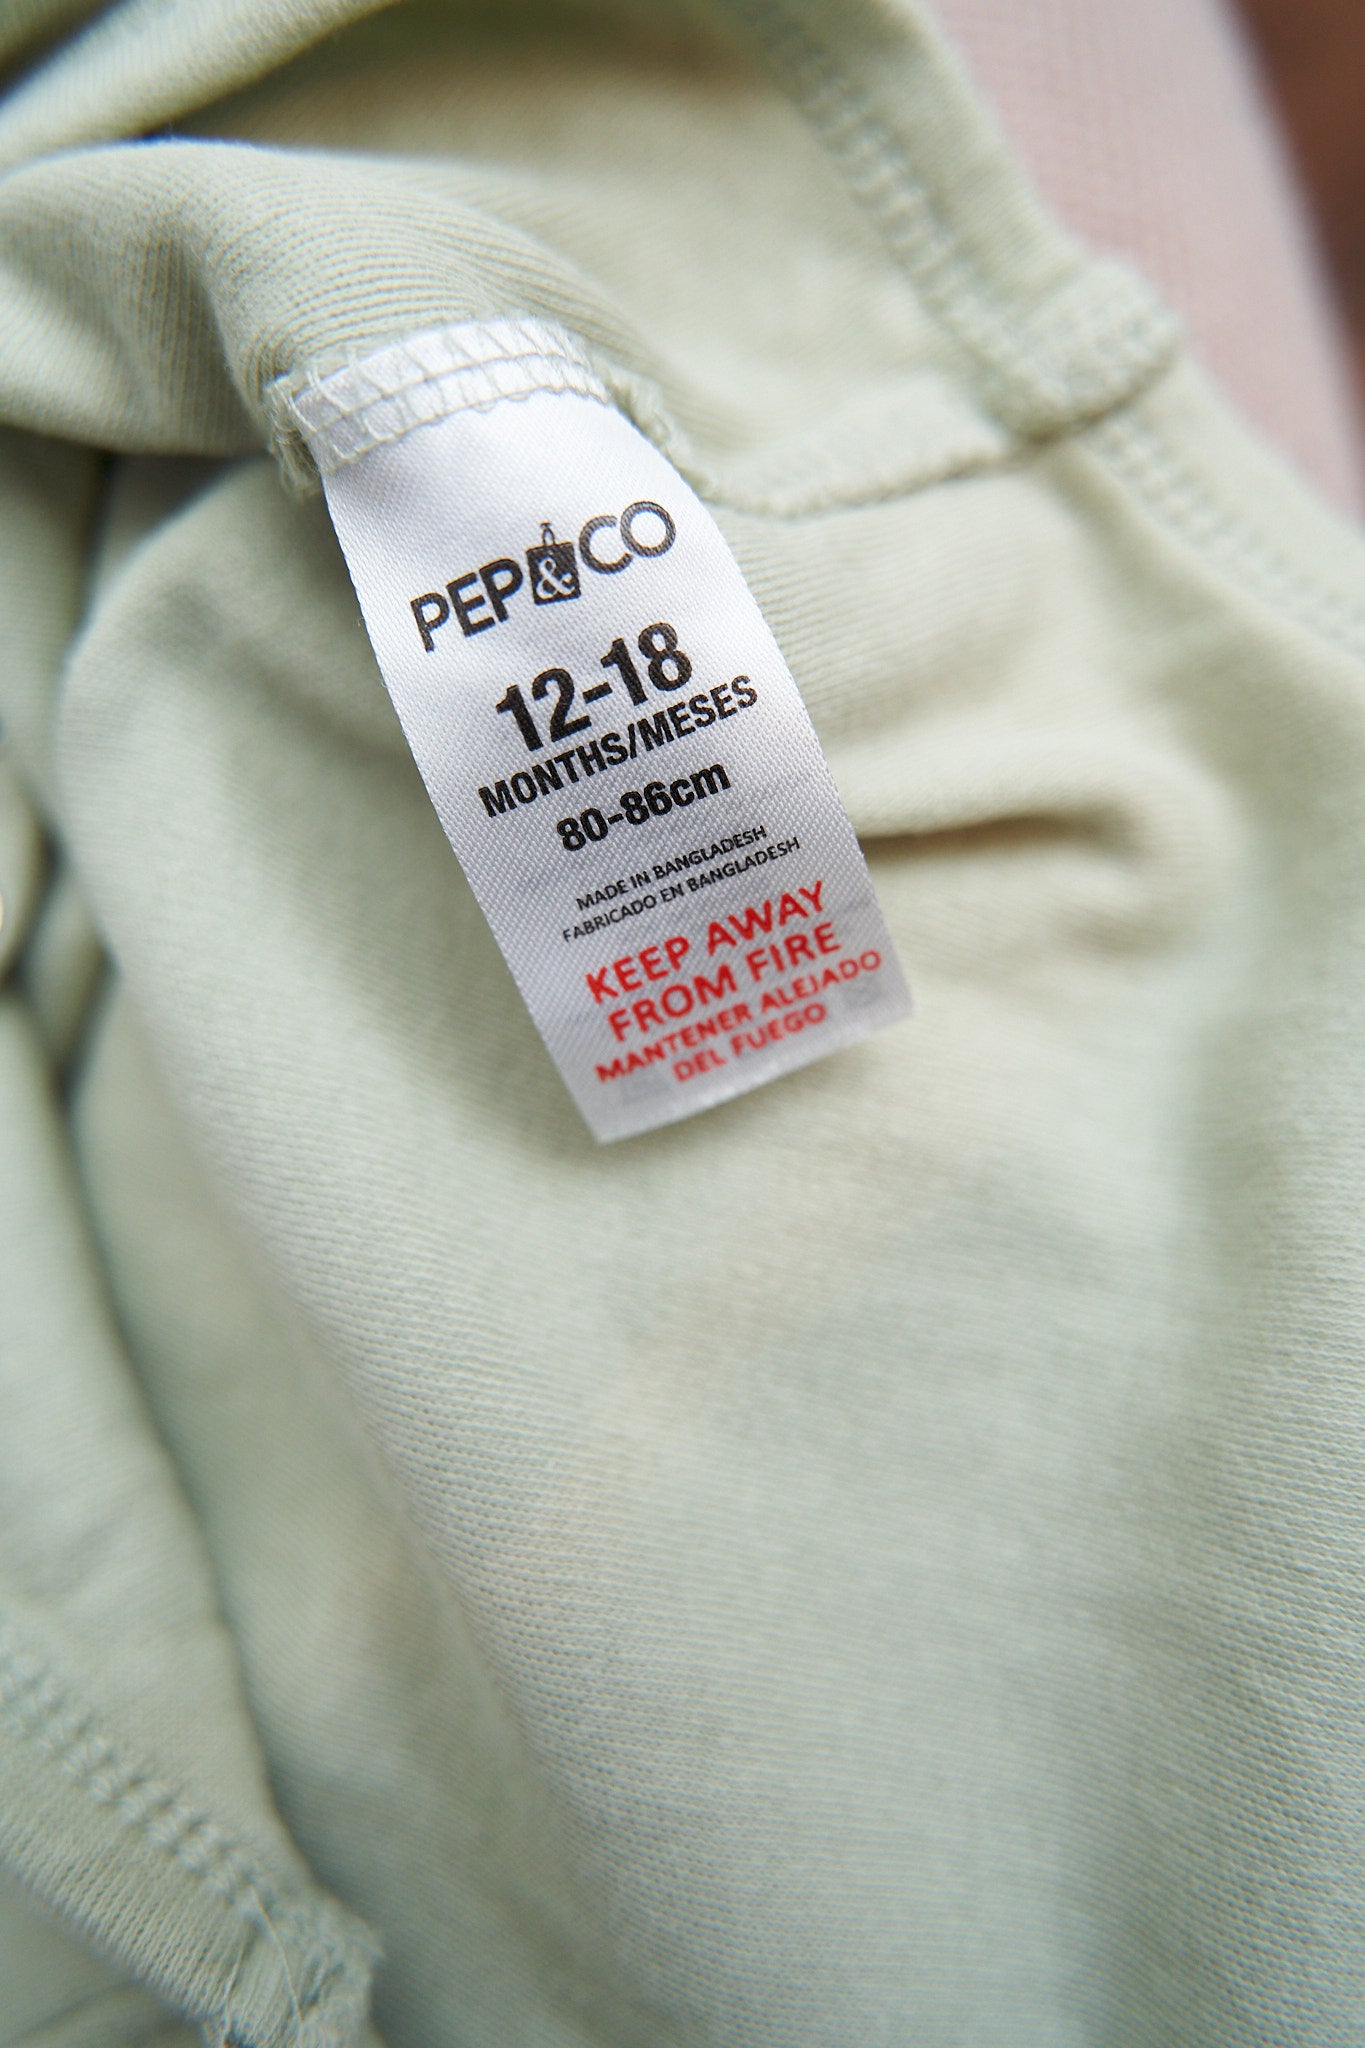 PEP&CO
12-18
MONTHS/MESES
80-86cm
MADE IN BANGLADESH
FABRICADO EN BANGLADESH
KEEP AWAY
FROM FIRE
MANTENER ALEJADO
DEL FUEGO